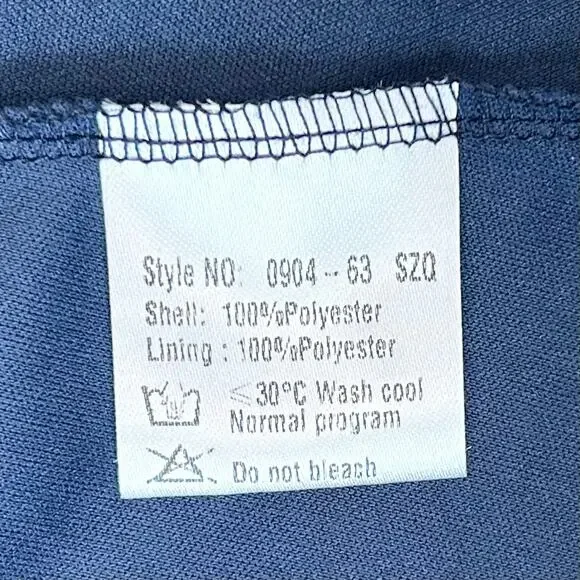 Style NO: 0904-63 SZQ
Shell: 100%Polyester
Lining : 100%Polyester
≤30°C Wash cool
Normal program
Do not bleach